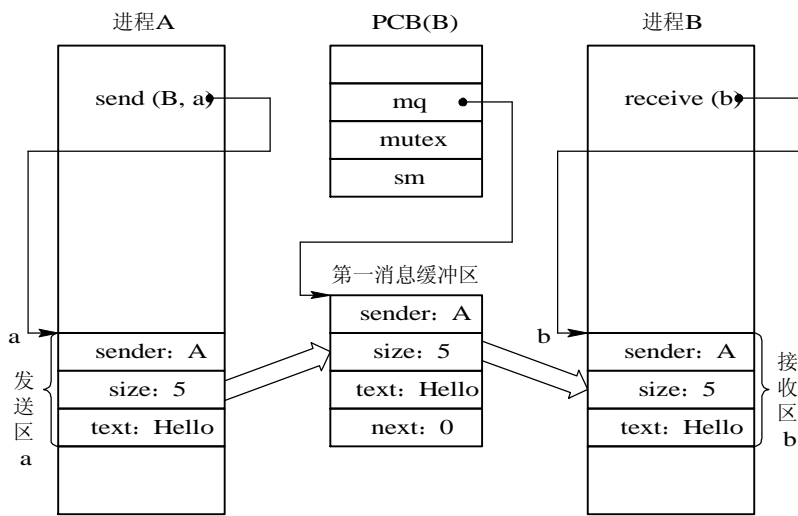 进程A
send (B, a)
a
sender：A
size：5
text：Hello
发送区a
PCB(B)
mq
mutex
sm
第一消息缓冲区
sender：A
size：5
text：Hello
next：0
进程B
receive (b)
b
sender：A
size：5
text：Hello
接收区b